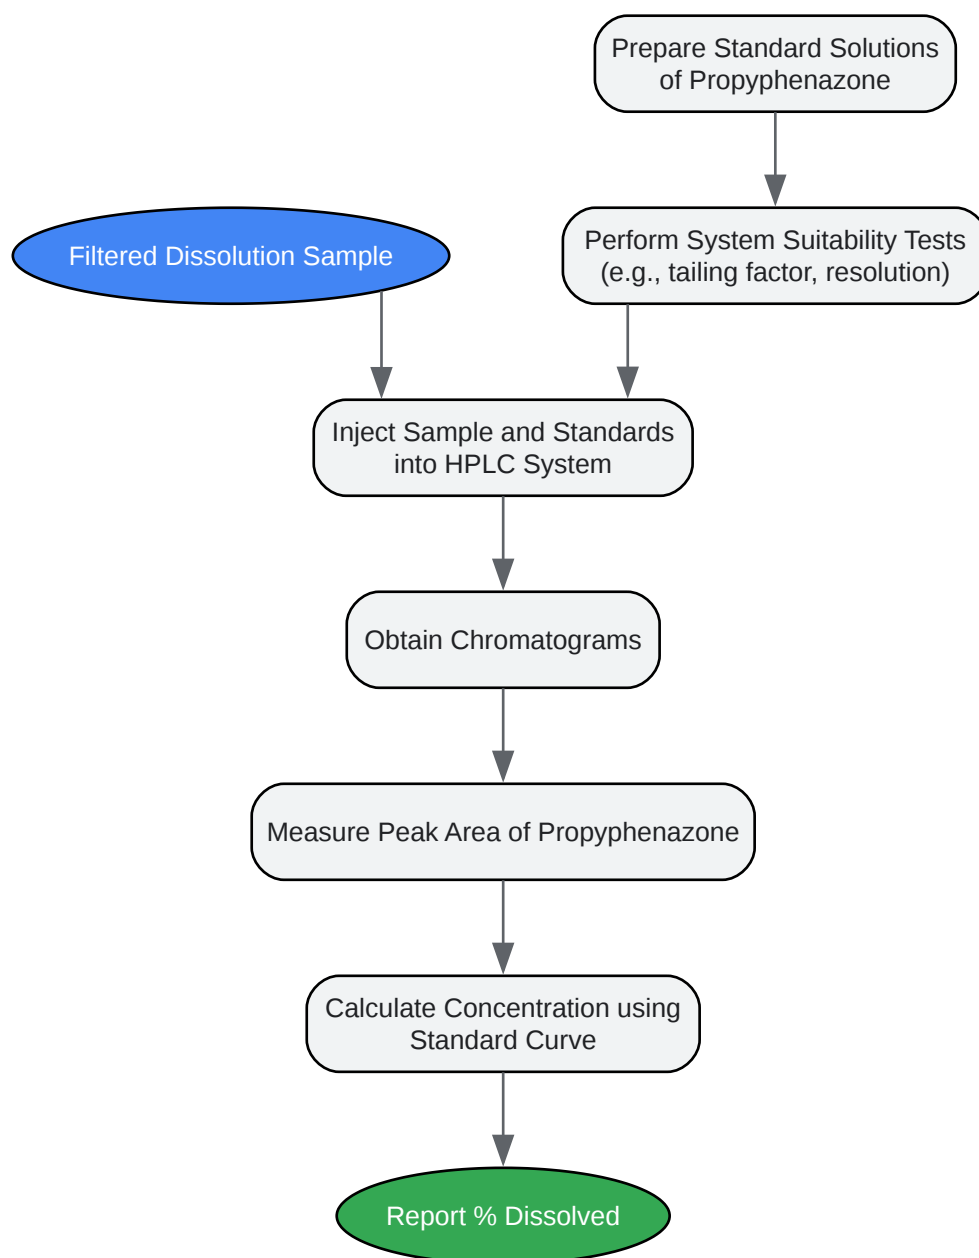 Prepare Standard Solutions
of Propyphenazone
Filtered Dissolution Sample
Perform System Suitability Tests
(e.g., tailing factor, resolution)
Inject Sample and Standards
into HPLC System
Obtain Chromatograms
Measure Peak Area of Propyphenazone
Calculate Concentration using
Standard Curve
Report % Dissolved